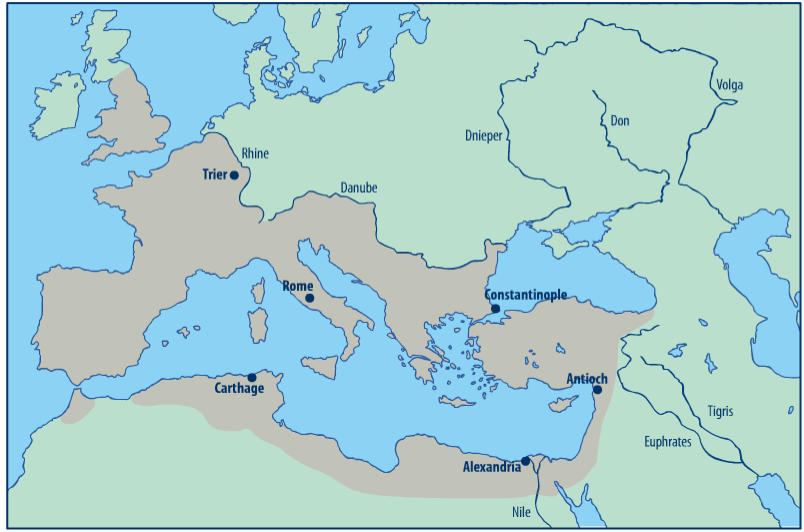 Volga
Don
Dnieper
Rhine
Trier
Danube
Rome
Constantinople
Antioch
Carthage
Tigris
Euphrates
Alexandria
Nile